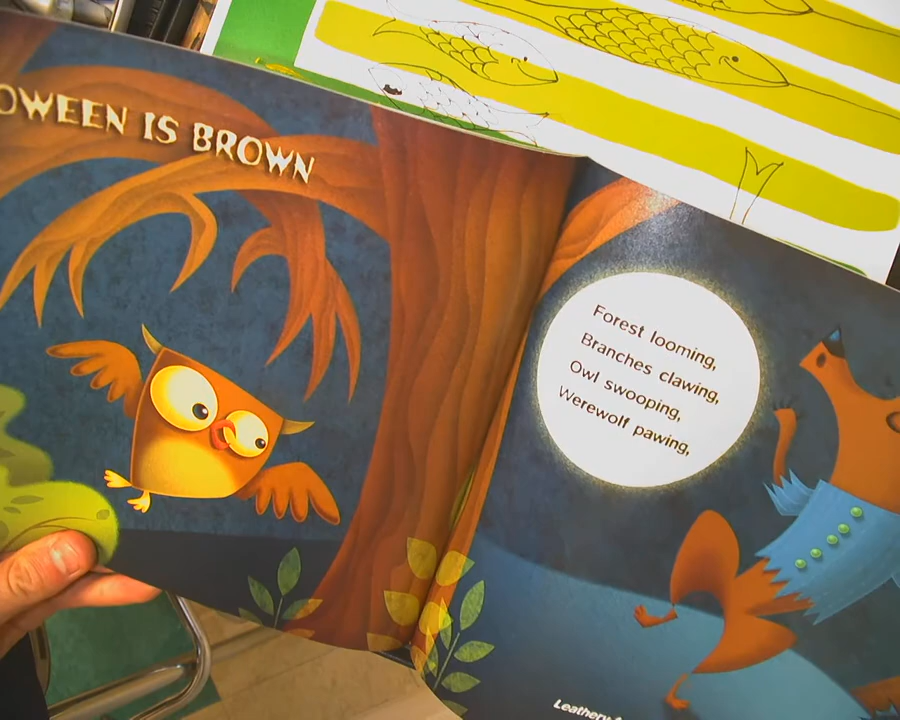 OWEEN IS BROWN
Forest looming,
Branches clawing,
Owl swooping,
Werewolf pawing,
Leathery